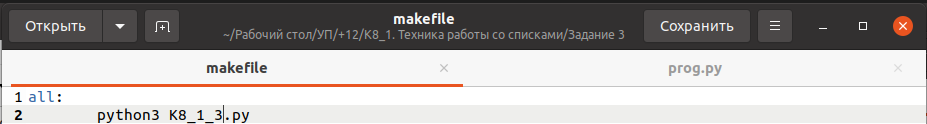 Открыть
makefile
~/Рабочий стол/УП/+12/К8_1. Техника работы со списками/Задание 3
Сохранить
makefile
prog.py
1 all:
2 python3 K8_1_3.py